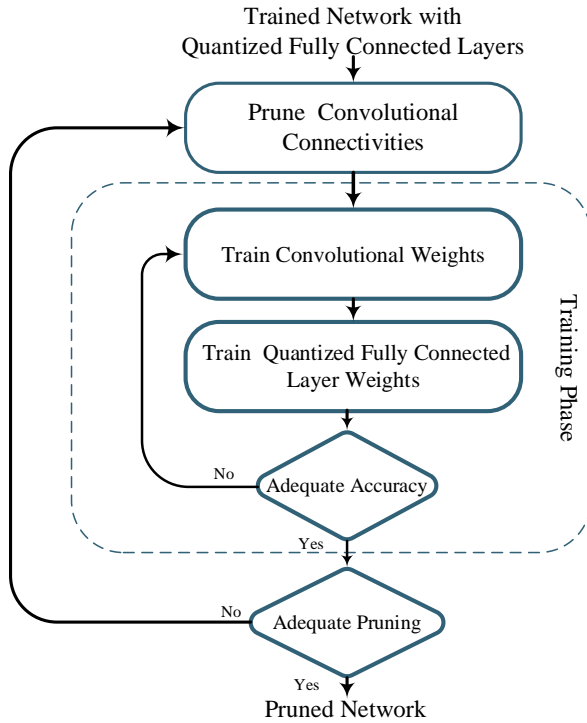 Trained Network with
Quantized Fully Connected Layers
Prune Convolutional
Connectivities
Train Convolutional Weights
Train Quantized Fully Connected
Layer Weights
Training Phase
No
Adequate Accuracy
Yes
No
Adequate Pruning
Yes
Pruned Network